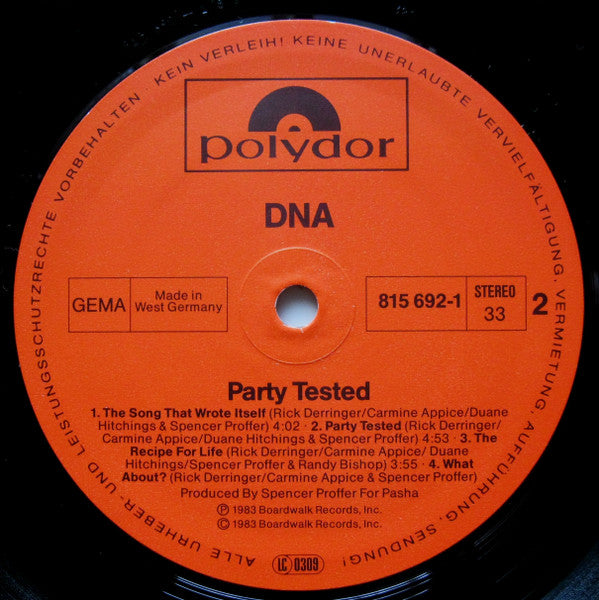 ALLE URHEBER- UND LEISTUNGSSCHUTZRECHTE VORBEHALTEN · KEIN VERLEIH! KEINE UNERLAUBTE VERVIELFÄLTIGUNG, VERMIETUNG, AUFFÜHRUNG, SENDUNG!
polydor
DNA
GEMA
Made in
West Germany
815 692-1
STEREO
33
2
Party Tested
1. The Song That Wrote Itself (Rick Derringer/Carmine Appice/Duane
Hitchings & Spencer Proffer) 4:02 · 2. Party Tested (Rick Derringer/
Carmine Appice/Duane Hitchings & Spencer Proffer) 4:53 · 3. The
Recipe For Life (Rick Derringer/Carmine Appice/ Duane
Hitchings/Spencer Proffer & Randy Bishop) 3:55 · 4. What
About? (Rick Derringer/Carmine Appice & Spencer Proffer)
Produced By Spencer Proffer For Pasha
Ⓟ 1983 Boardwalk Records, Inc.
© 1983 Boardwalk Records, Inc.
LC 0309